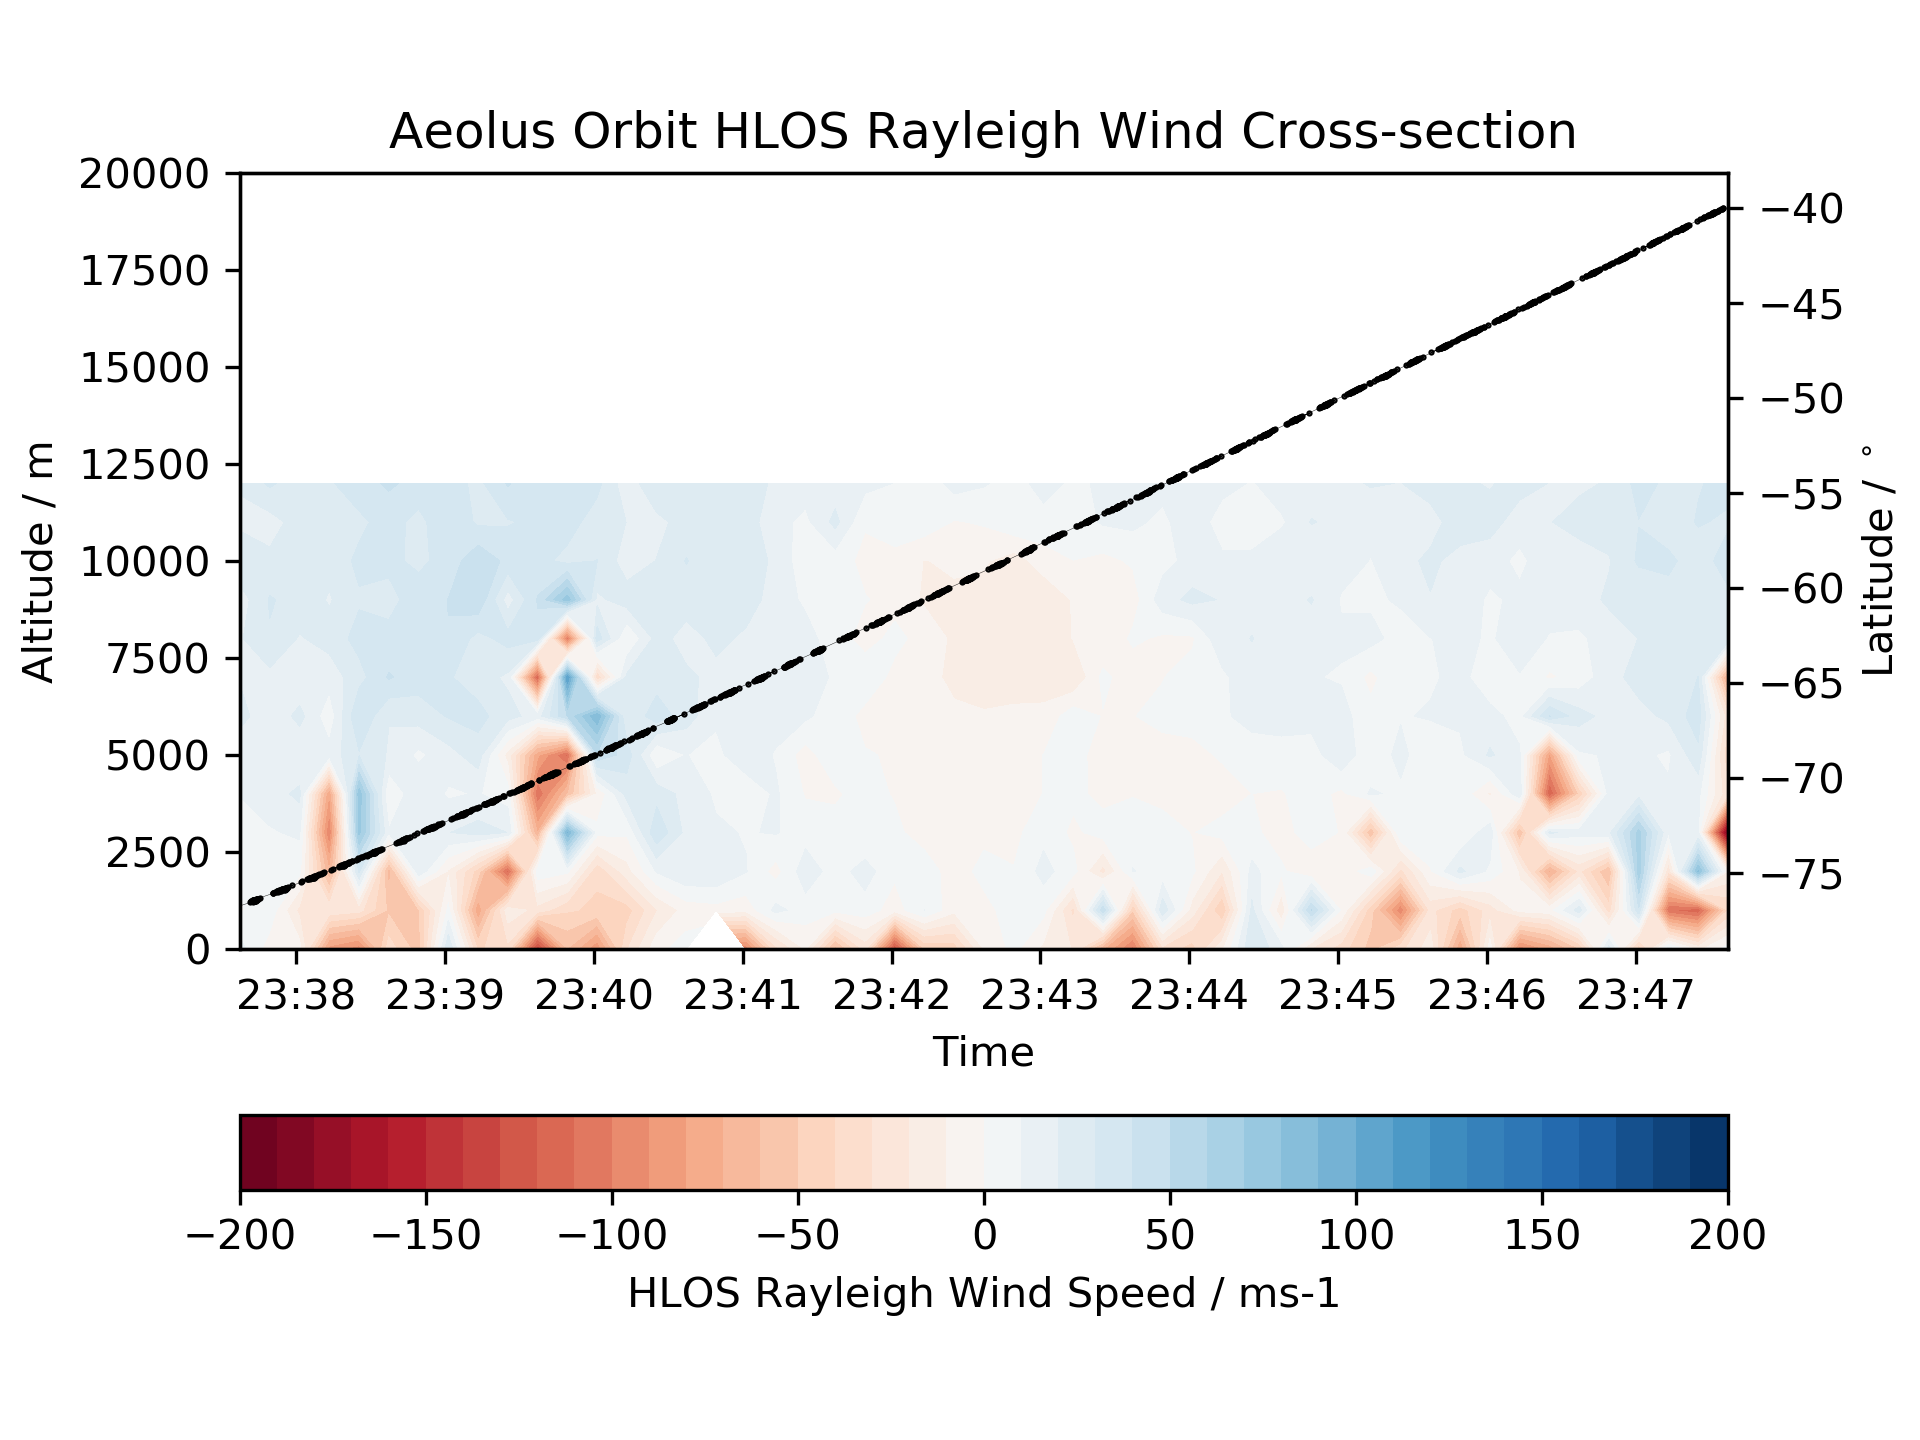 Aeolus Orbit HLOS Rayleigh Wind Cross-section
20000
17500
15000
12500
10000
7500
5000
2500
0
Altitude / m
−40
−45
−50
−55
−60
−65
−70
−75
Latitude / °
23:38 23:39 23:40 23:41 23:42 23:43 23:44 23:45 23:46 23:47
Time
−200 −150 −100 −50 0 50 100 150 200
HLOS Rayleigh Wind Speed / ms-1